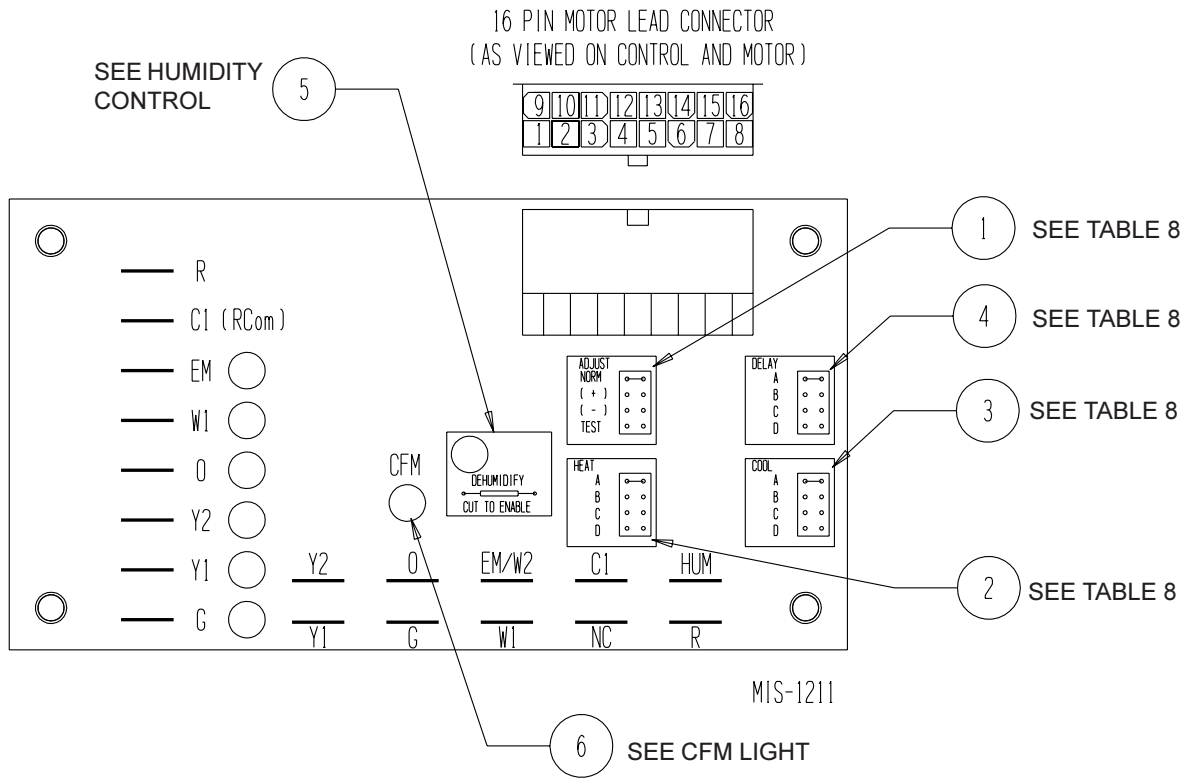 16 PIN MOTOR LEAD CONNECTOR
(AS VIEWED ON CONTROL AND MOTOR)
SEE HUMIDITY
CONTROL
5
9 10 11 12 13 14 15 16
1 2 3 4 5 6 7 8
1 SEE TABLE 8
4 SEE TABLE 8
3 SEE TABLE 8
2 SEE TABLE 8
R
C1 (RCom)
EM
W1
O
Y2
Y1
G
ADJUST
NORM
(+)
(-)
TEST
DELAY
A
B
C
D
HEAT
A
B
C
D
COOL
A
B
C
D
CFM
DEHUMIDIFY
CUT TO ENABLE
Y2 O EM/W2 C1 HUM
Y1 G W1 NC R
MIS-1211
6 SEE CFM LIGHT